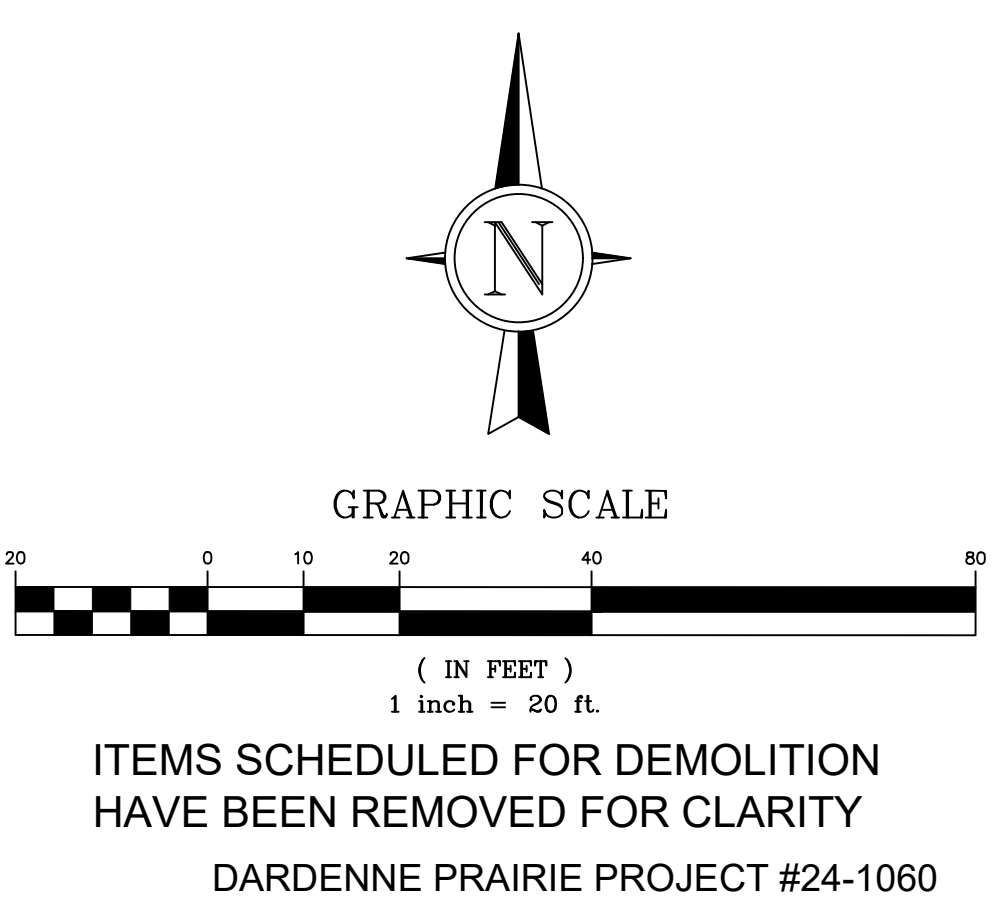 N
GRAPHIC SCALE
20 0 10 20 40 80
( IN FEET )
1 inch = 20 ft.
ITEMS SCHEDULED FOR DEMOLITION
HAVE BEEN REMOVED FOR CLARITY
DARDENNE PRAIRIE PROJECT #24-1060